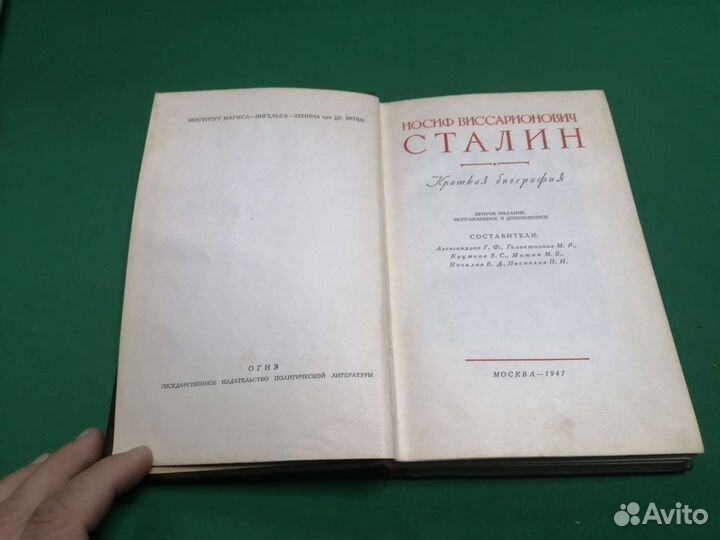 ИНСТИТУТ МАРКСА—ЭНГЕЛЬСА—ЛЕНИНА при ЦК ВКП(б)
ОГИЗ
ГОСУДАРСТВЕННОЕ ИЗДАТЕЛЬСТВО ПОЛИТИЧЕСКОЙ ЛИТЕРАТУРЫ
ИОСИФ ВИССАРИОНОВИЧ
СТАЛИН
Краткая биография
ВТОРОЕ ИЗДАНИЕ,
ИСПРАВЛЕННОЕ И ДОПОЛНЕННОЕ
СОСТАВИТЕЛИ:
Александров Г. Ф., Галактионов М. Р.,
Кружков В. С., Митин М. Б.,
Мочалов В. Д., Поспелов П. Н.
МОСКВА—1947
Avito